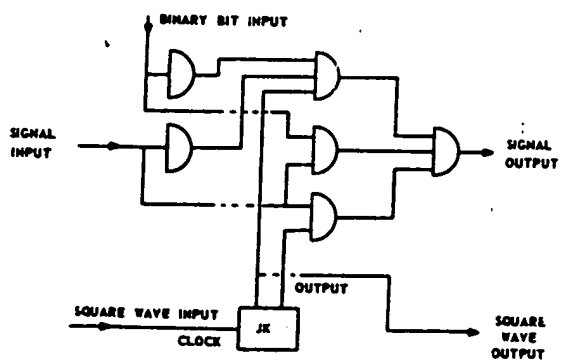 BINARY BIT INPUT
SIGNAL
INPUT
SIGNAL
OUTPUT
OUTPUT
SQUARE WAVE INPUT
CLOCK
JK
SQUARE
WAVE
OUTPUT